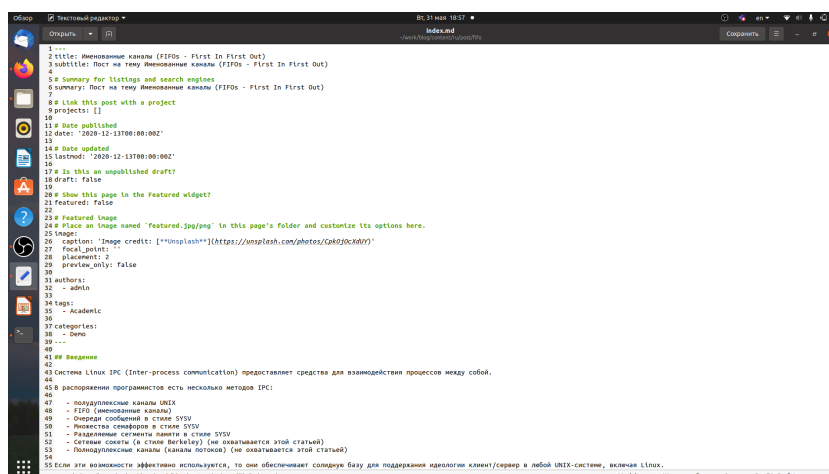 Обзор Текстовый редактор Вт, 31 мая 18:57 en
Открыть index.md Сохранить
~/work/blog/content/ru/post/fifo
1 ---
2 title: Именованные каналы (FIFOs - First In First Out)
3 subtitle: Пост на тему Именованные каналы (FIFOs - First In First Out)
4
5 # Summary for listings and search engines
6 summary: Пост на тему Именованные каналы (FIFOs - First In First Out)
7
8 # Link this post with a project
9 projects: []
10
11 # Date published
12 date: '2020-12-13T00:00:00Z'
13
14 # Date updated
15 lastmod: '2020-12-13T00:00:00Z'
16
17 # Is this an unpublished draft?
18 draft: false
19
20 # Show this page in the Featured widget?
21 featured: false
22
23 # Featured image
24 # Place an image named `featured.jpg/png` in this page's folder and customize its options here.
25 image:
26 caption: 'Image credit: [**Unsplash**](https://unsplash.com/photos/CpkOjOcXdUY)'
27 focal_point: ''
28 placement: 2
29 preview_only: false
30
31 authors:
32 - admin
33
34 tags:
35 - Academic
36
37 categories:
38 - Demo
39 ---
40
41 ## Введение
42
43 Система Linux IPC (Inter-process communication) предоставляет средства для взаимодействия процессов между собой.
44
45 В распоряжении программистов есть несколько методов IPC:
46
47 - полудуплексные каналы UNIX
48 - FIFO (именованные каналы)
49 - Очереди сообщений в стиле SYSV
50 - Множества семафоров в стиле SYSV
51 - Разделяемые сегменты памяти в стиле SYSV
52 - Сетевые сокеты (в стиле Berkeley) (не охватывается этой статьей)
53 - Полнодуплексные каналы (каналы потоков) (не охватывается этой статьей)
54
55 Если эти возможности эффективно используются, то они обеспечивают солидную базу для поддержания идеологии клиент/сервер в любой UNIX-системе, включая Linux.